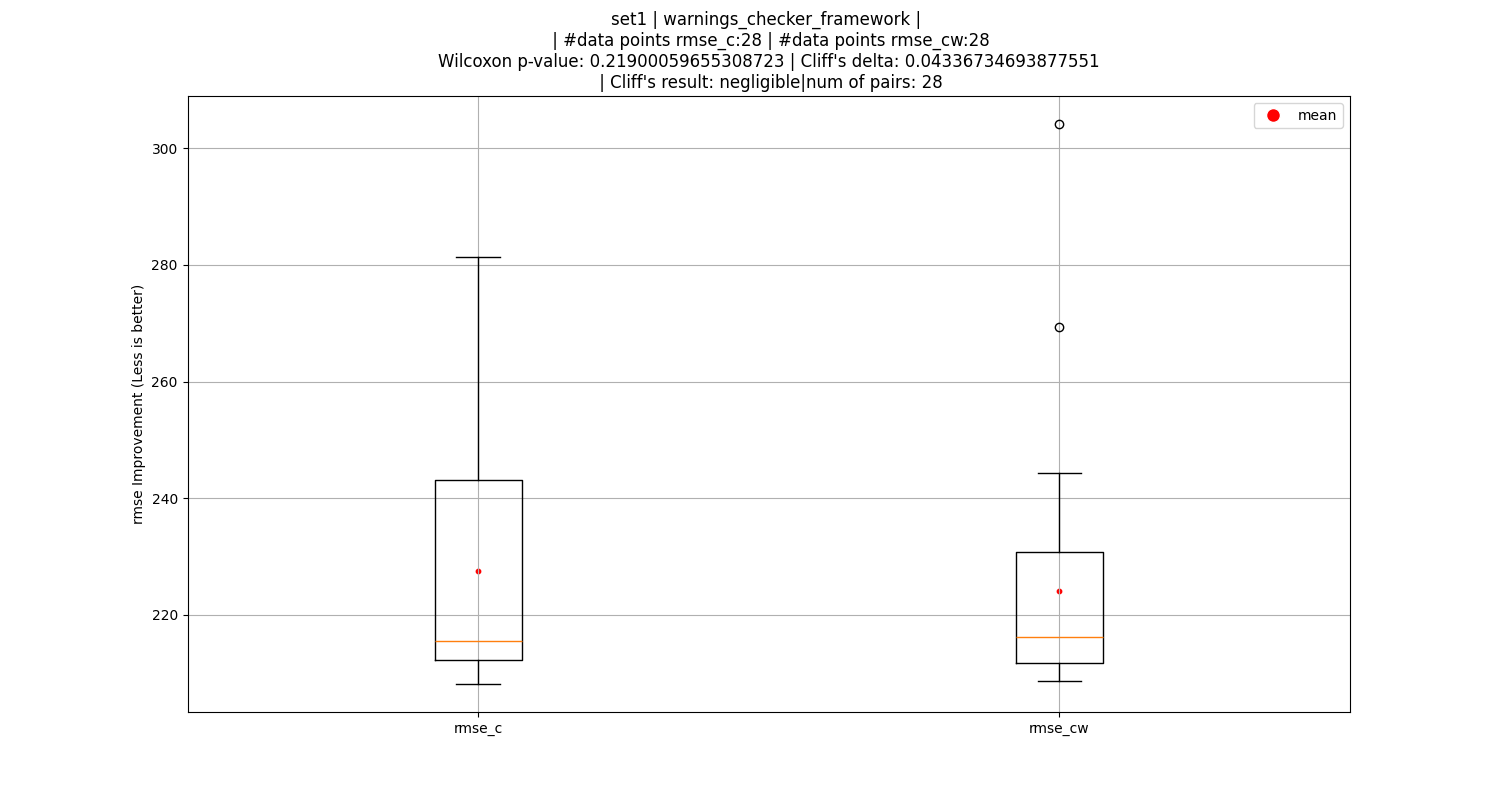 set1 | warnings_checker_framework |
| #data points rmse_c:28 | #data points rmse_cw:28
Wilcoxon p-value: 0.21900059655308723 | Cliff's delta: 0.04336734693877551
| Cliff's result: negligible|num of pairs: 28
mean
rmse Improvement (Less is better)
300
280
260
240
220
rmse_c
rmse_cw